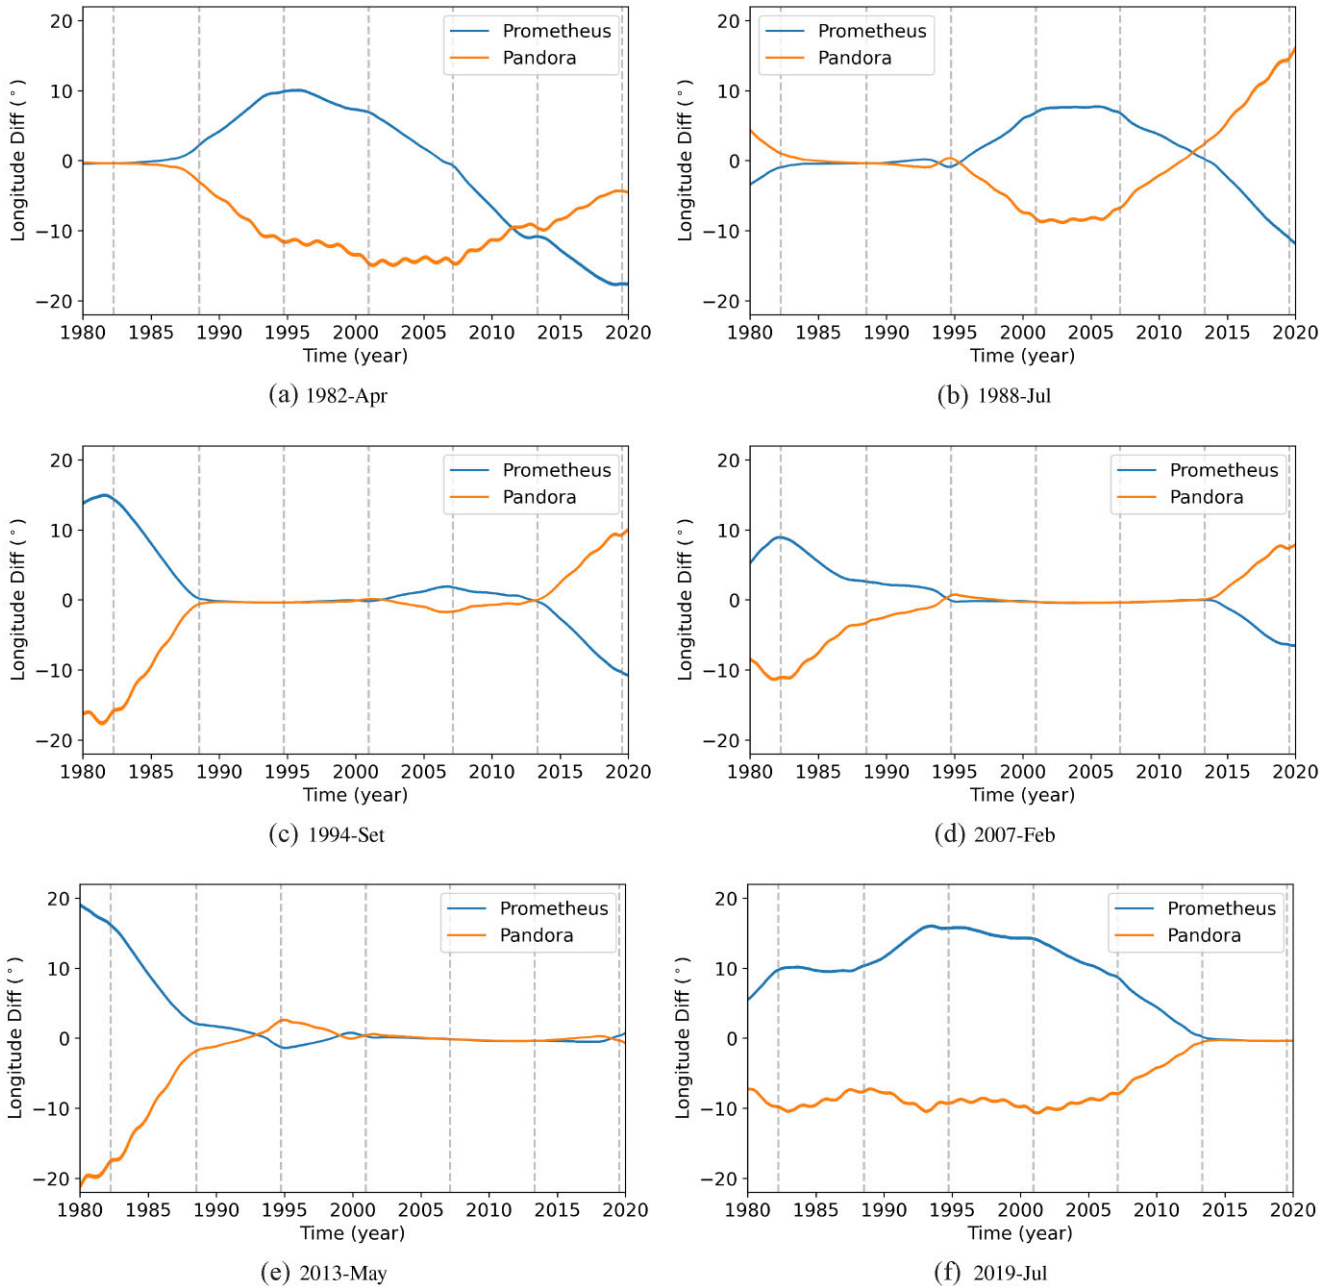 Longitude Diff (°)
20
10
0
−10
−20
Prometheus
Pandora
1980 1985 1990 1995 2000 2005 2010 2015 2020
Time (year)
(a) 1982-Apr
Longitude Diff (°)
20
10
0
−10
−20
Prometheus
Pandora
1980 1985 1990 1995 2000 2005 2010 2015 2020
Time (year)
(b) 1988-Jul
Longitude Diff (°)
20
10
0
−10
−20
Prometheus
Pandora
1980 1985 1990 1995 2000 2005 2010 2015 2020
Time (year)
(c) 1994-Set
Longitude Diff (°)
20
10
0
−10
−20
Prometheus
Pandora
1980 1985 1990 1995 2000 2005 2010 2015 2020
Time (year)
(d) 2007-Feb
Longitude Diff (°)
20
10
0
−10
−20
Prometheus
Pandora
1980 1985 1990 1995 2000 2005 2010 2015 2020
Time (year)
(e) 2013-May
Longitude Diff (°)
20
10
0
−10
−20
Prometheus
Pandora
1980 1985 1990 1995 2000 2005 2010 2015 2020
Time (year)
(f) 2019-Jul